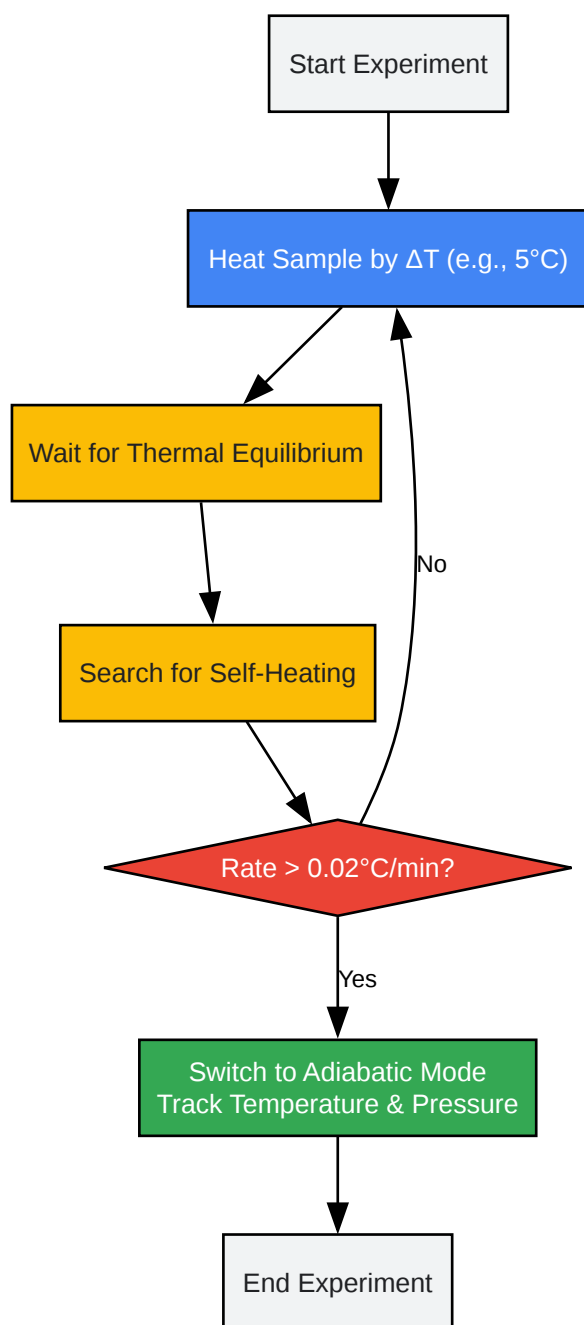 Start Experiment
Heat Sample by ΔT (e.g., 5°C)
Wait for Thermal Equilibrium
No
Search for Self-Heating
Rate > 0.02°C/min?
Yes
Switch to Adiabatic Mode
Track Temperature & Pressure
End Experiment